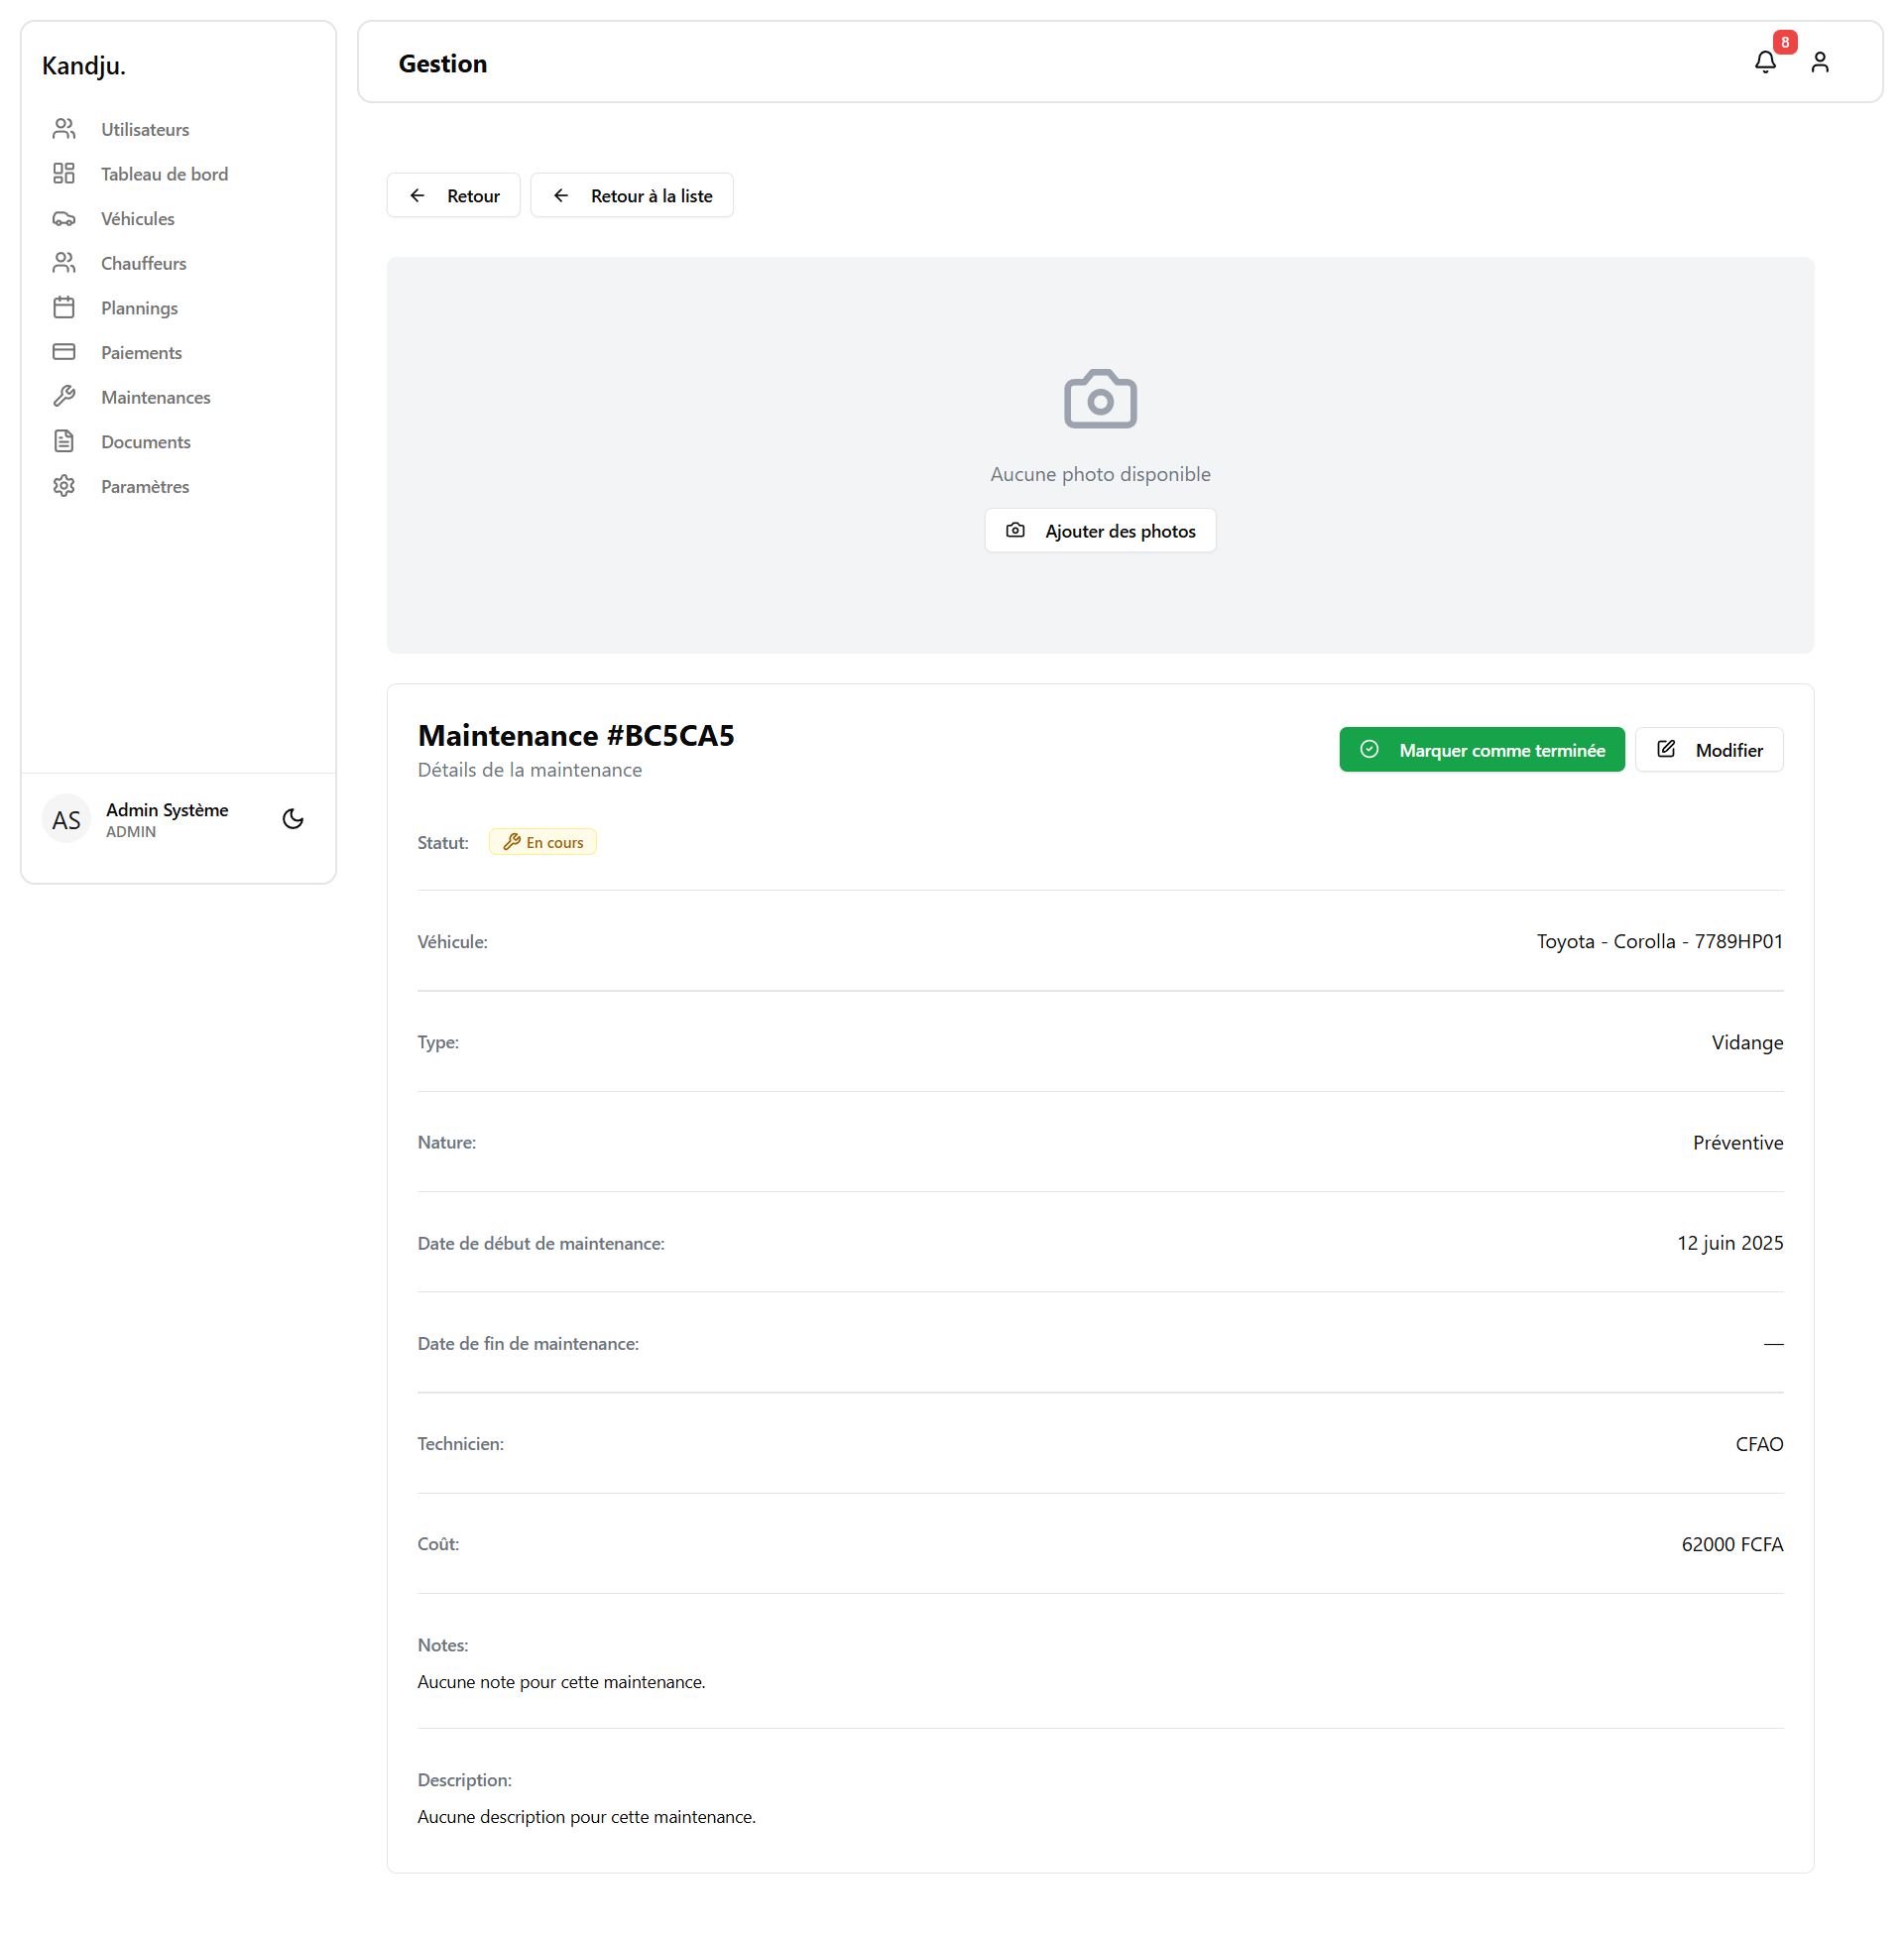 Kandju.
Utilisateurs
Tableau de bord
Véhicules
Chauffeurs
Plannings
Paiements
Maintenances
Documents
Paramètres
AS
Admin Système
ADMIN
Gestion
8
Retour
Retour à la liste
Aucune photo disponible
Ajouter des photos
Maintenance #BC5CA5
Détails de la maintenance
Marquer comme terminée
Modifier
Statut: En cours
Véhicule: Toyota - Corolla - 7789HP01
Type: Vidange
Nature: Préventive
Date de début de maintenance: 12 juin 2025
Date de fin de maintenance: —
Technicien: CFAO
Coût: 62000 FCFA
Notes:
Aucune note pour cette maintenance.
Description:
Aucune description pour cette maintenance.